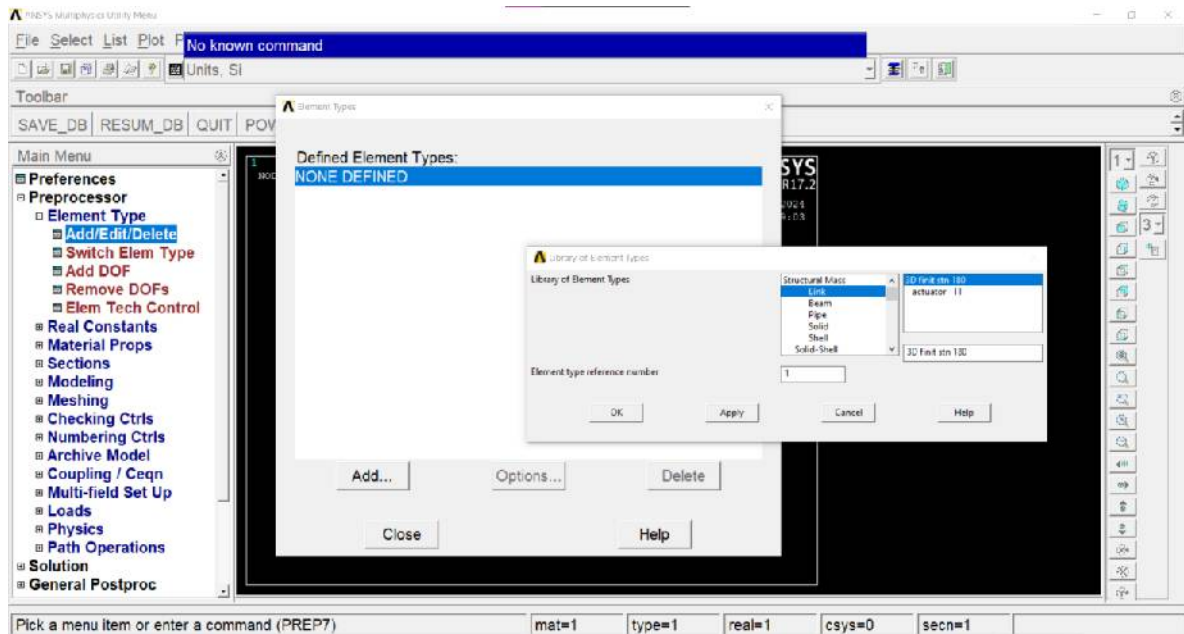 ANSYS Multiphysics Utility Menu
File Select List Plot P
No known command
Units, SI
Toolbar
SAVE_DB RESUM_DB QUIT POW
Main Menu
Preferences
Preprocessor
Element Type
Add/Edit/Delete
Switch Elem Type
Add DOF
Remove DOFs
Elem Tech Control
Real Constants
Material Props
Sections
Modeling
Meshing
Checking Ctrls
Numbering Ctrls
Archive Model
Coupling / Ceqn
Multi-field Set Up
Loads
Physics
Path Operations
Solution
General Postproc
1
NOD
SYS
R17.2
2024
Element Types
Defined Element Types:
NONE DEFINED
Add... Options... Delete
Close Help
Library of Element Types
Library of Element Types
Structural Mass
Link
Beam
Pipe
Solid
Shell
Solid-Shell
3D finit stn 180
actuator 11
3D finit stn 180
Element type reference number
1
OK Apply Cancel Help
1
3
Pick a menu item or enter a command (PREP7) mat=1 type=1 real=1 csys=0 secn=1